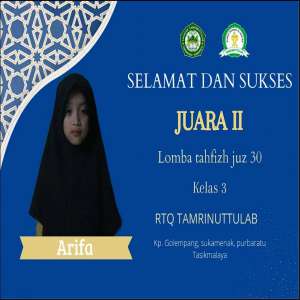 SELAMAT DAN SUKSES
JUARA II
Lomba tahfizh juz 30
Kelas 3
RTQ TAMRINUTTULAB
Kp. Golempang, sukamenak, purbaratu
Tasikmalaya
Arifa